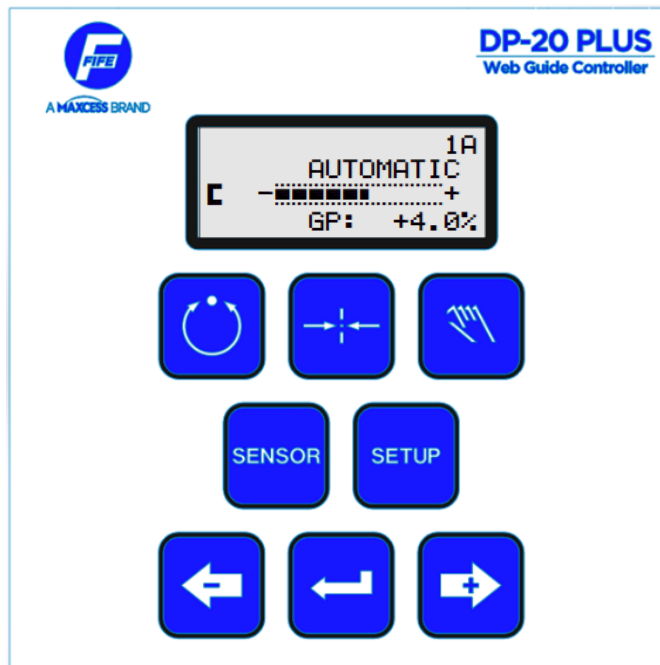 FIFE
A MAXCESS BRAND
DP-20 PLUS
Web Guide Controller
1A
AUTOMATIC
- +
GP: +4.0%
SENSOR
SETUP
- +